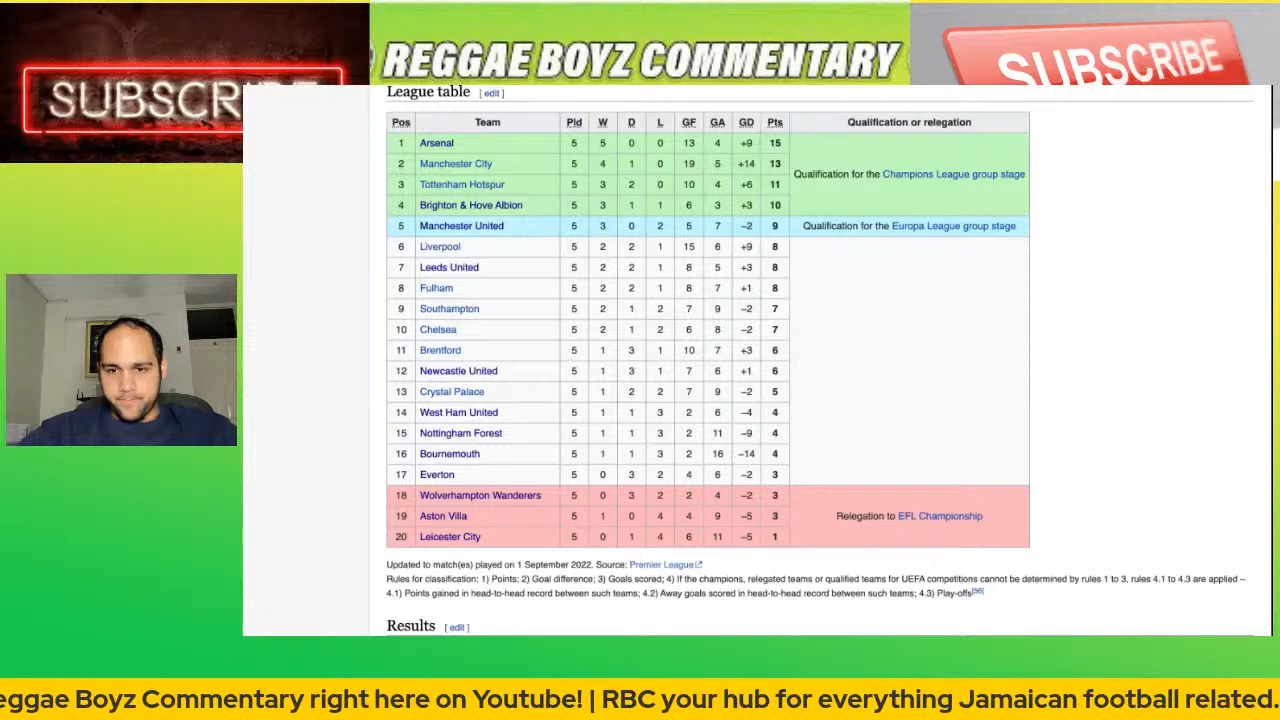 SUBSCRIBE
REGGAE BOYZ COMMENTARY
SUBSCRIBE
League table [ edit ]
Pos Team Pld W D L GF GA GD Pts Qualification or relegation
1 Arsenal 5 5 0 0 13 4 +9 15
2 Manchester City 5 4 1 0 19 5 +14 13
Qualification for the Champions League group stage
3 Tottenham Hotspur 5 3 2 0 10 4 +6 11
4 Brighton & Hove Albion 5 3 1 1 6 3 +3 10
5 Manchester United 5 3 0 2 5 7 −2 9 Qualification for the Europa League group stage
6 Liverpool 5 2 2 1 15 6 +9 8
7 Leeds United 5 2 2 1 8 5 +3 8
8 Fulham 5 2 2 1 8 7 +1 8
9 Southampton 5 2 1 2 7 9 −2 7
10 Chelsea 5 2 1 2 6 8 −2 7
11 Brentford 5 1 3 1 10 7 +3 6
12 Newcastle United 5 1 3 1 7 6 +1 6
13 Crystal Palace 5 1 2 2 7 9 −2 5
14 West Ham United 5 1 1 3 2 6 −4 4
15 Nottingham Forest 5 1 1 3 2 11 −9 4
16 Bournemouth 5 1 1 3 2 16 −14 4
17 Everton 5 0 3 2 4 6 −2 3
18 Wolverhampton Wanderers 5 0 3 2 2 4 −2 3
19 Aston Villa 5 1 0 4 4 9 −5 3 Relegation to EFL Championship
20 Leicester City 5 0 1 4 6 11 −5 1
Updated to match(es) played on 1 September 2022. Source: Premier League
Rules for classification: 1) Points; 2) Goal difference; 3) Goals scored; 4) If the champions, relegated teams or qualified teams for UEFA competitions cannot be determined by rules 1 to 3, rules 4.1 to 4.3 are applied –
4.1) Points gained in head-to-head record between such teams; 4.2) Away goals scored in head-to-head record between such teams; 4.3) Play-offs[56]
Results [ edit ]
eggae Boyz Commentary right here on Youtube! | RBC your hub for everything Jamaican football related.